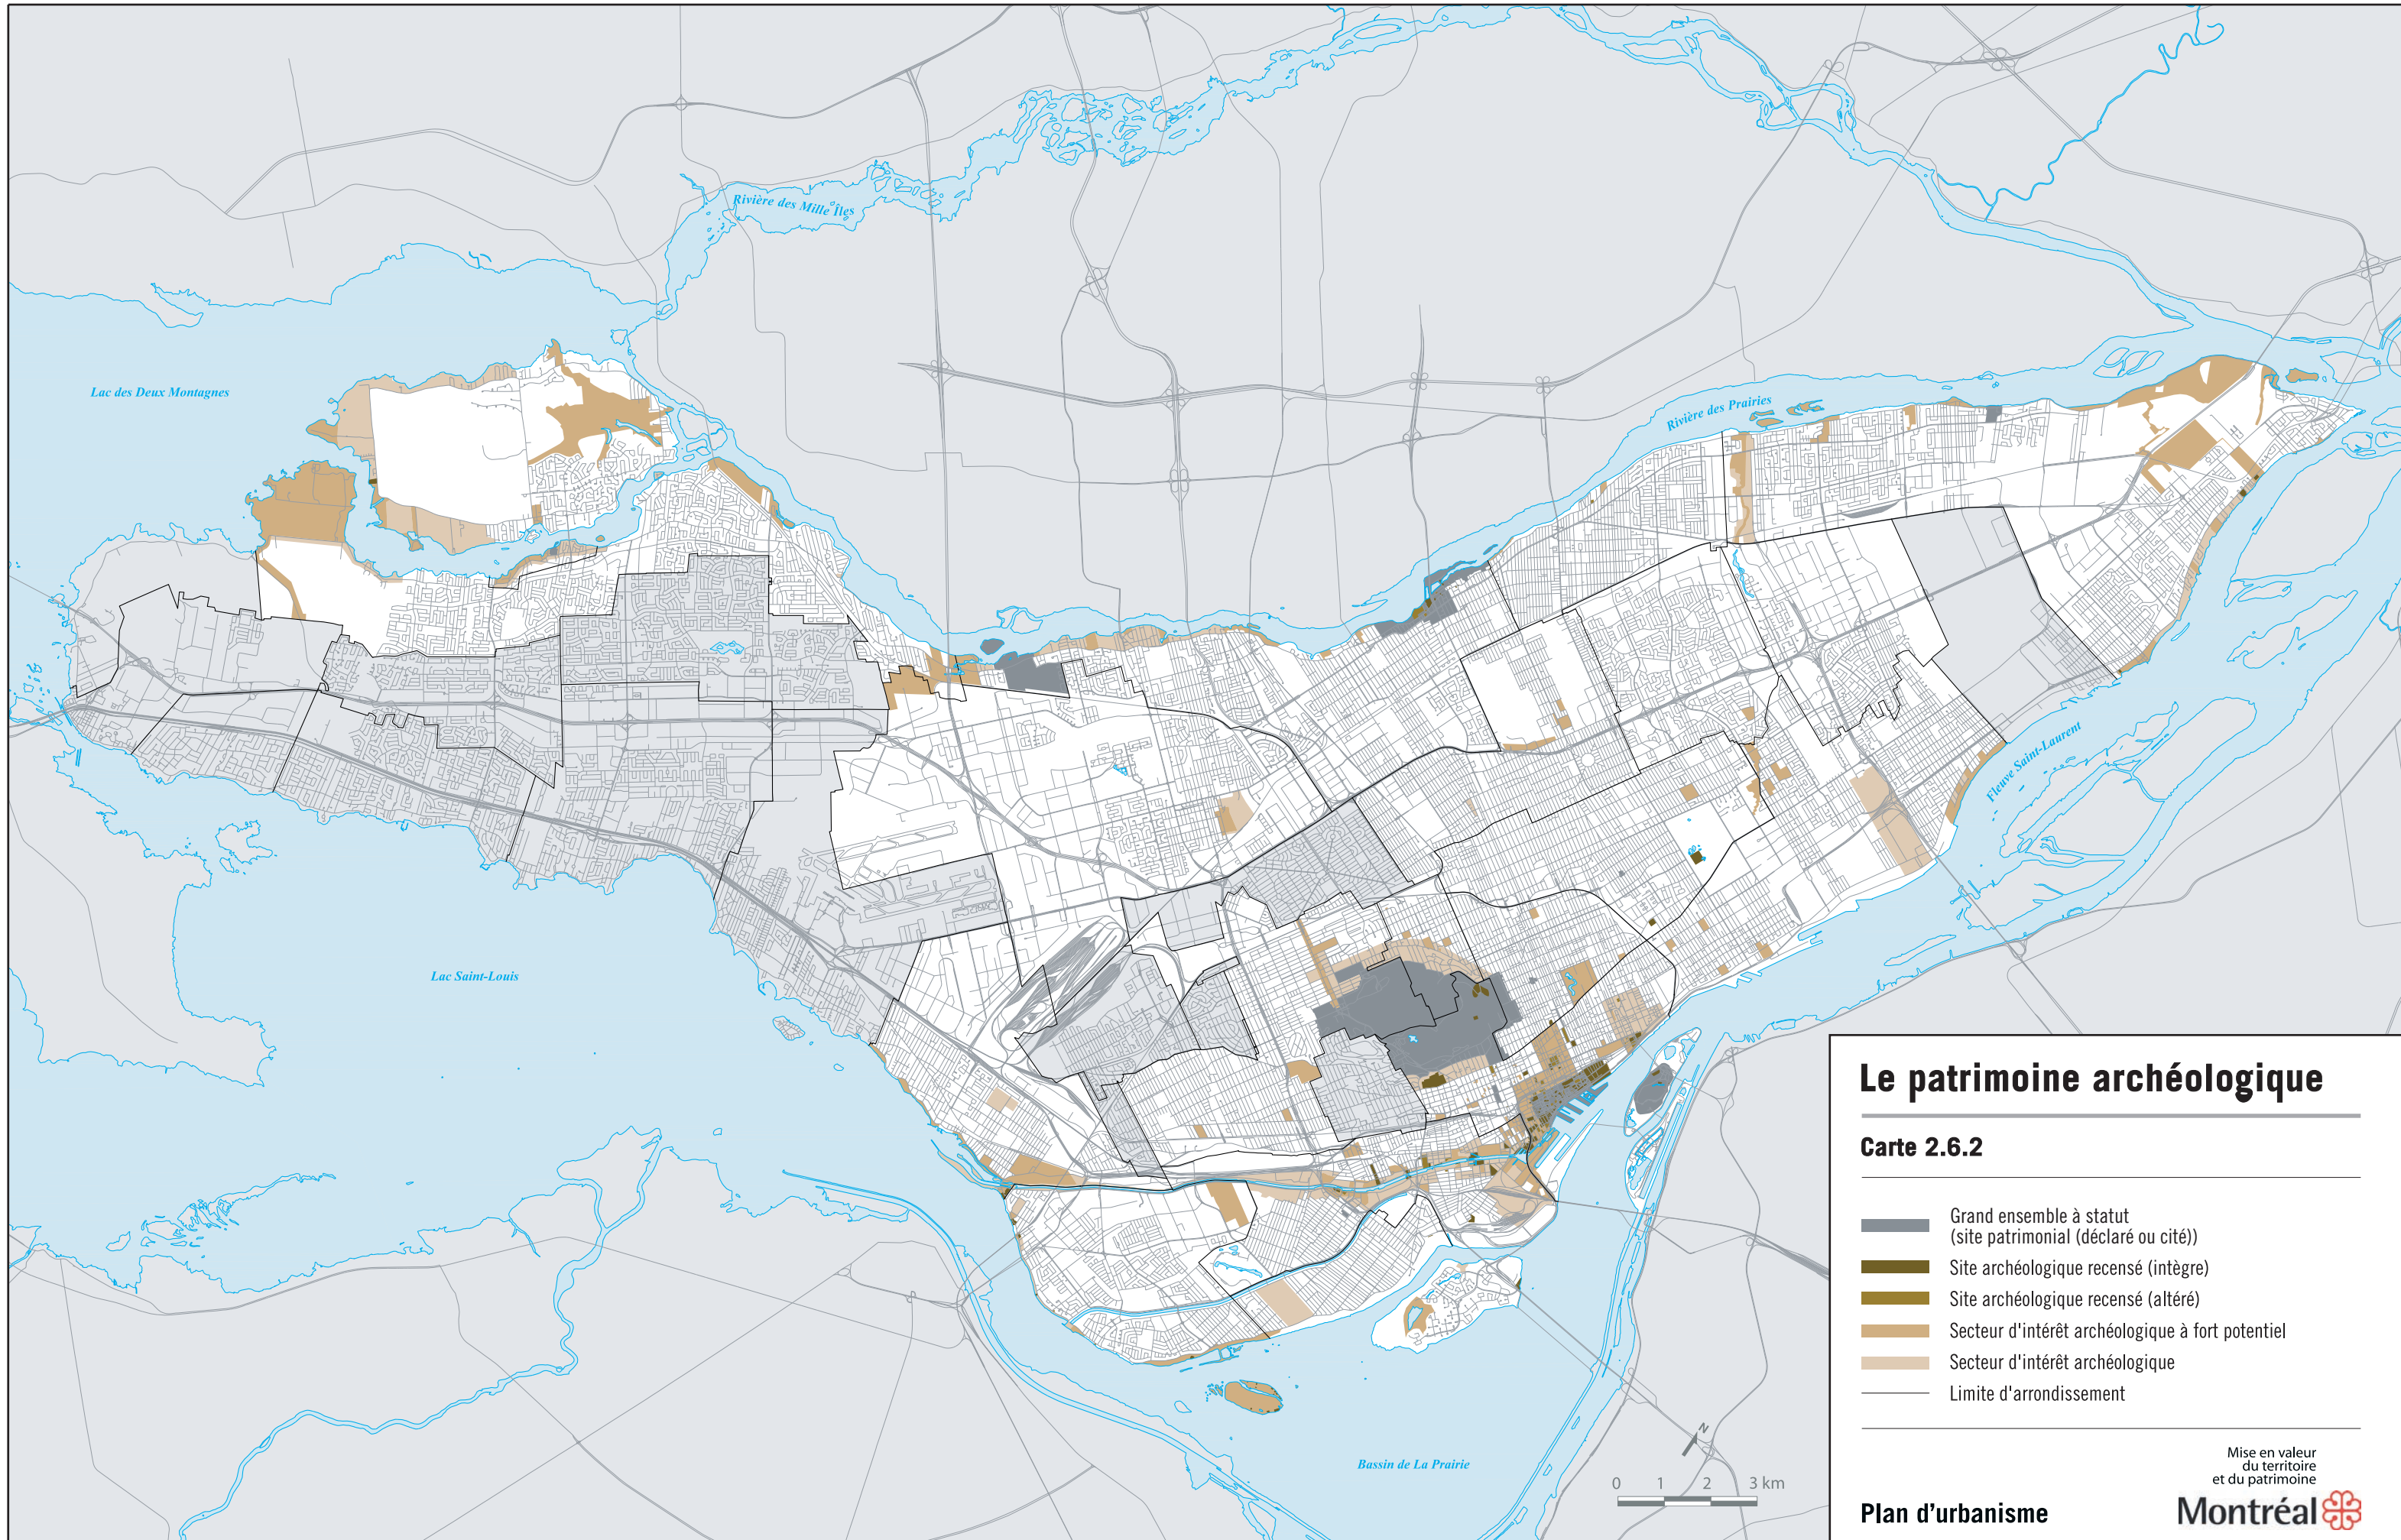 Rivière des Mille Îles
Lac des Deux Montagnes
Rivière des Prairies
Fleuve Saint-Laurent
Lac Saint-Louis
Bassin de La Prairie
N
0 1 2 3 km
Le patrimoine archéologique
Carte 2.6.2
Grand ensemble à statut
(site patrimonial (déclaré ou cité))
Site archéologique recensé (intègre)
Site archéologique recensé (altéré)
Secteur d'intérêt archéologique à fort potentiel
Secteur d'intérêt archéologique
Limite d'arrondissement
Mise en valeur
du territoire
et du patrimoine
Plan d'urbanisme
Montréal